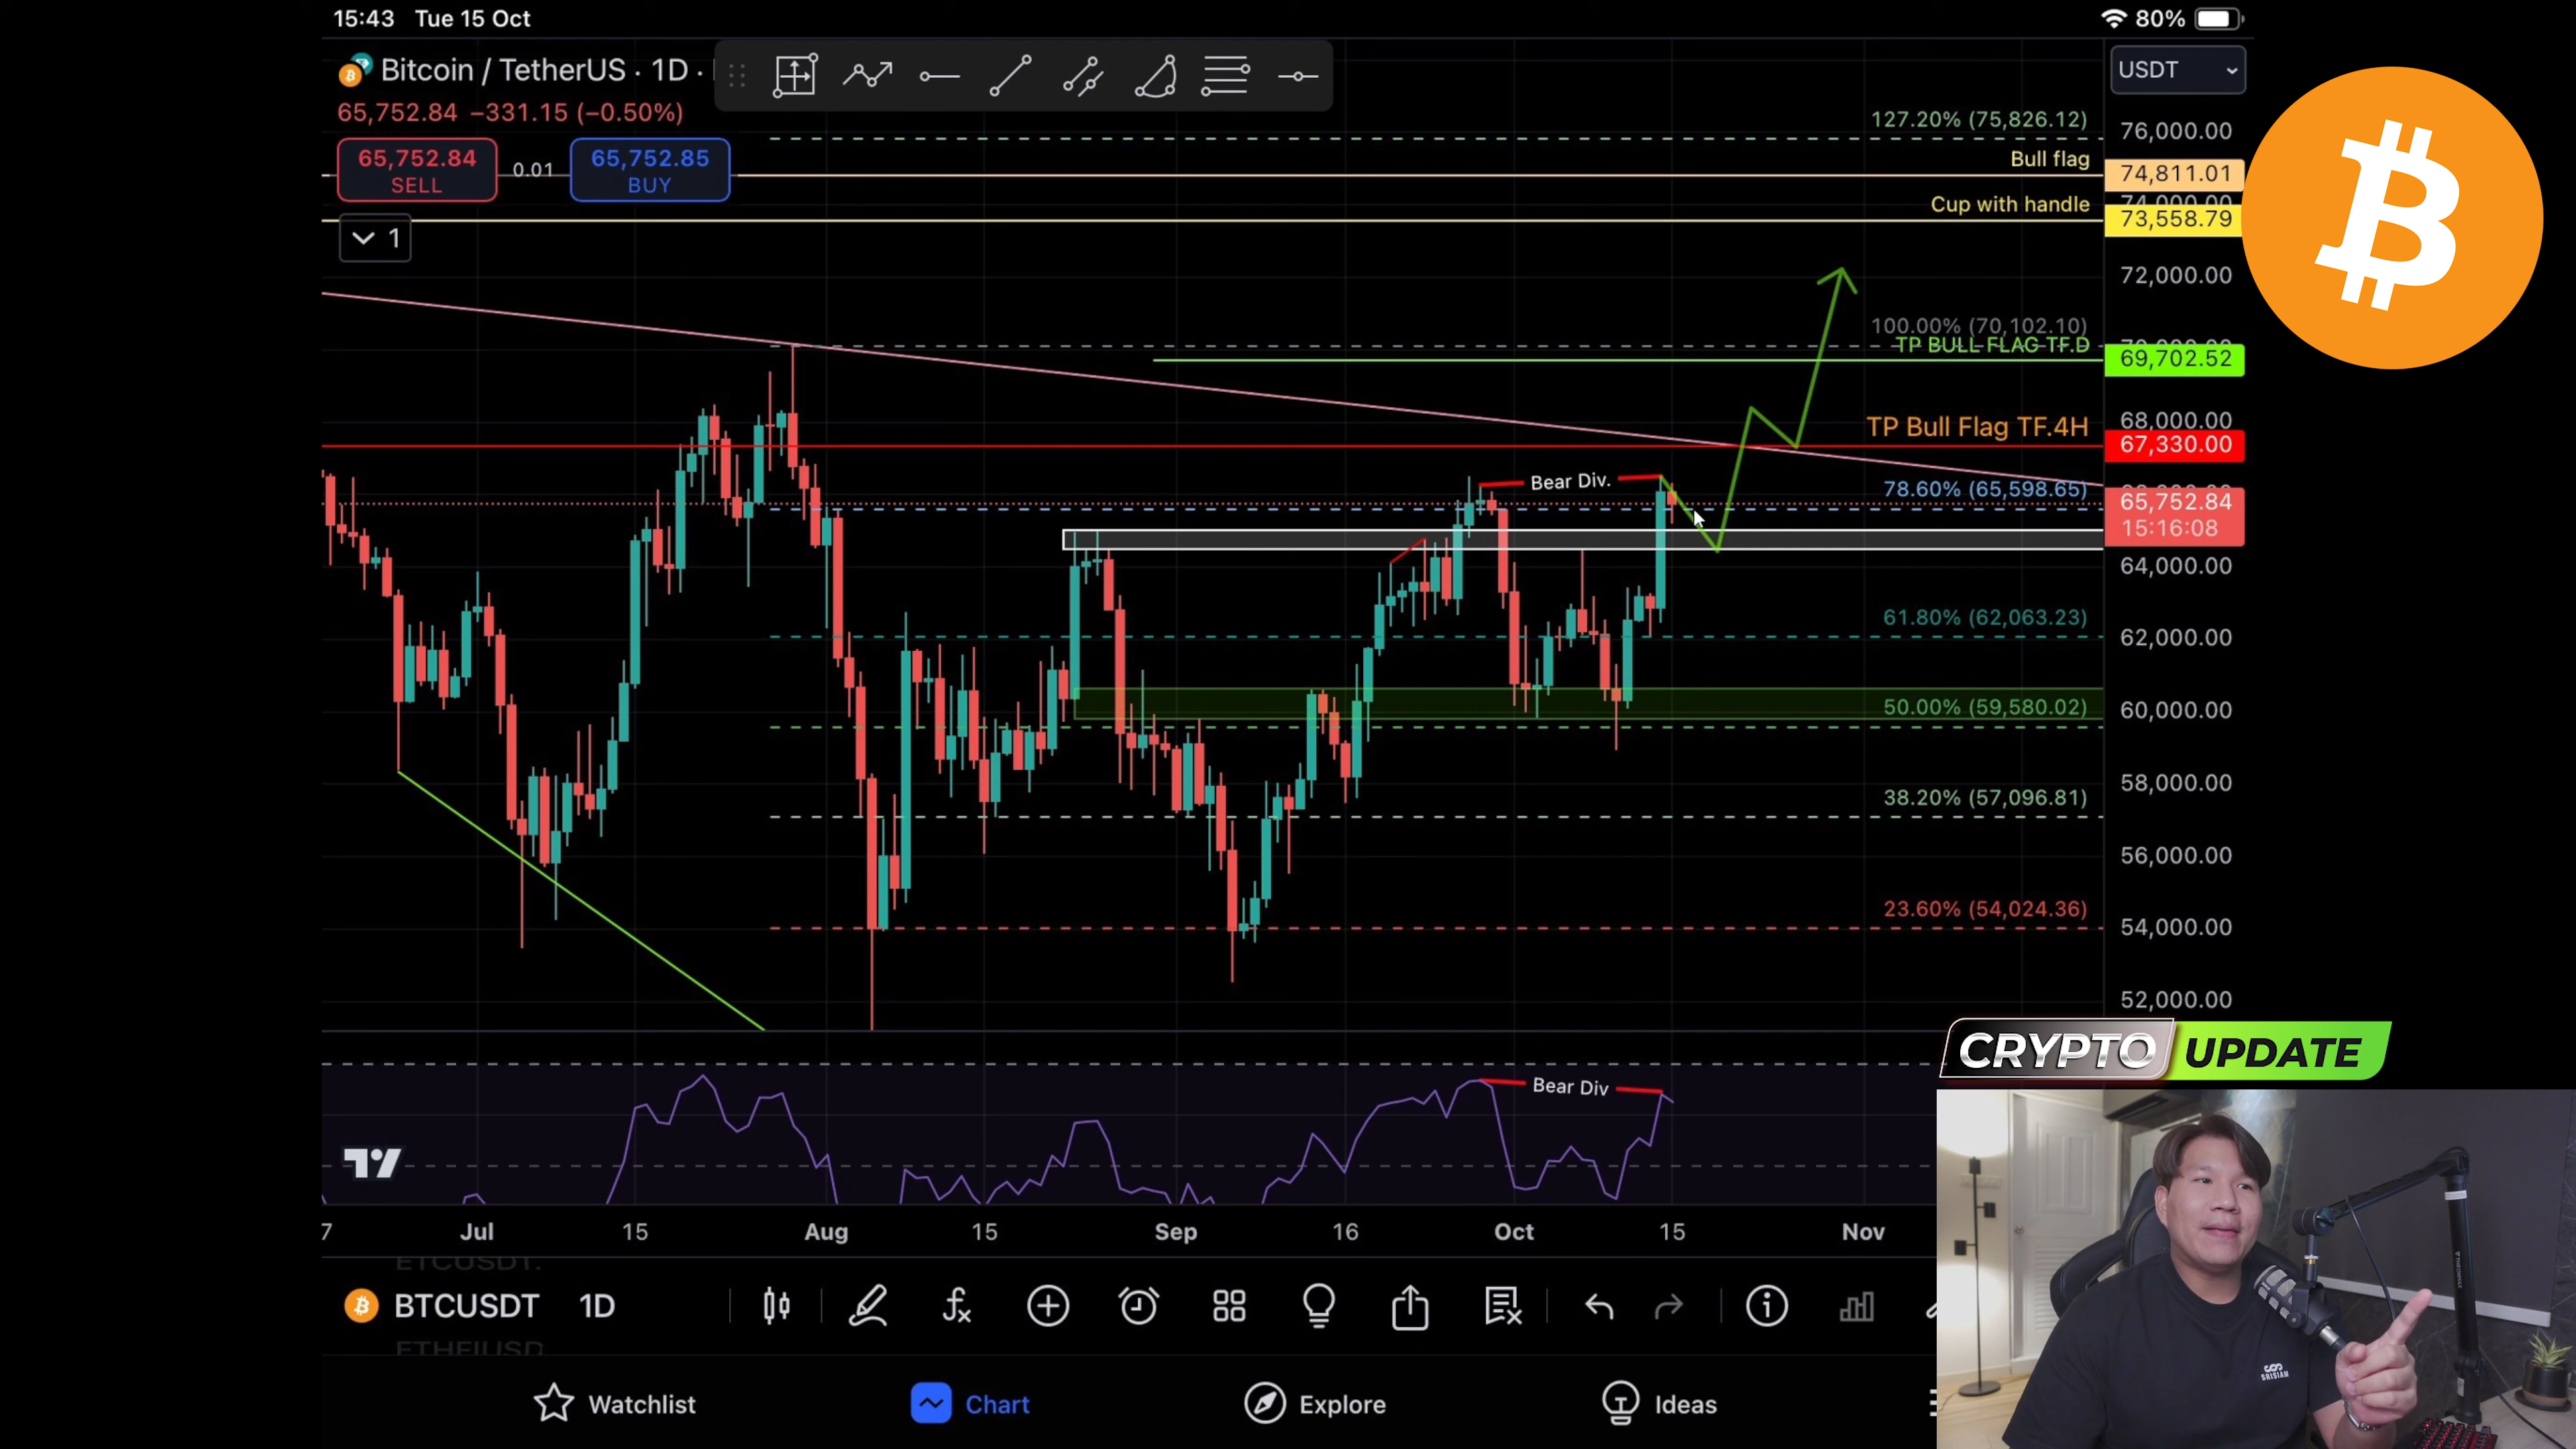 15:43 Tue 15 Oct
80%
Bitcoin / TetherUS · 1D ·
USDT
65,752.84 −331.15 (−0.50%)
65,752.84
SELL
0.01
65,752.85
BUY
1
127.20% (75,826.12)
76,000.00
Bull flag
74,811.01
Cup with handle
74,000.00
73,558.79
72,000.00
100.00% (70,102.10)
TP BULL FLAG TF.D
69,702.52
68,000.00
TP Bull Flag TF.4H
67,330.00
Bear Div.
78.60% (65,598.65)
65,752.84
15:16:08
64,000.00
61.80% (62,063.23)
62,000.00
50.00% (59,580.02)
60,000.00
58,000.00
38.20% (57,096.81)
56,000.00
23.60% (54,024.36)
54,000.00
52,000.00
CRYPTO UPDATE
Bear Div
7 Jul 15 Aug 15 Sep 16 Oct 15 Nov
ETCUSDT.
BTCUSDT 1D
Watchlist
Chart
Explore
Ideas
SRISIAM